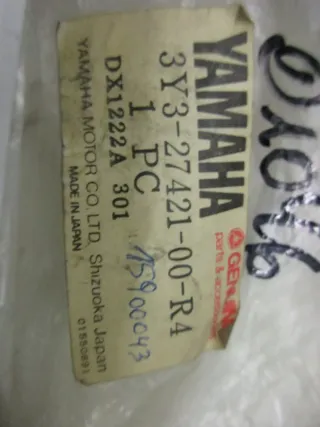 YAMAHA
GENUINE
parts & accessories
3Y3-27421-00-R4
1 PC
DX1222A 301
15900043
YAMAHA MOTOR CO., LTD. Shizuoka Japan
MADE IN JAPAN